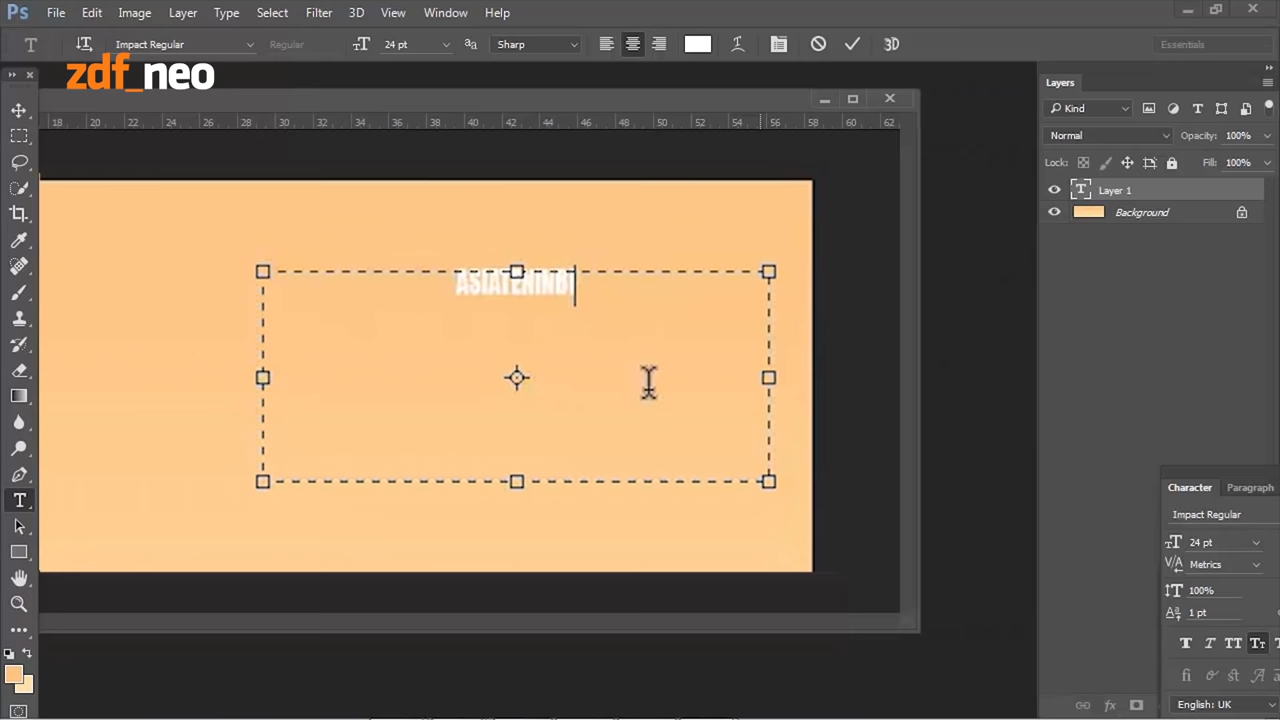 Ps File Edit Image Layer Type Select Filter 3D View Window Help
Impact Regular Regular 24 pt Sharp 3D Essentials
zdf_neo
Layers
18 20 22 24 26 28 30 32 34 36 38 40 42 44 46 48 50 52 54 56 58 60 62
Kind
Normal Opacity: 100%
Lock: Fill: 100%
Layer 1
Background
Character Paragraph
Impact Regular
24 pt
Metrics
100%
1 pt
English: UK